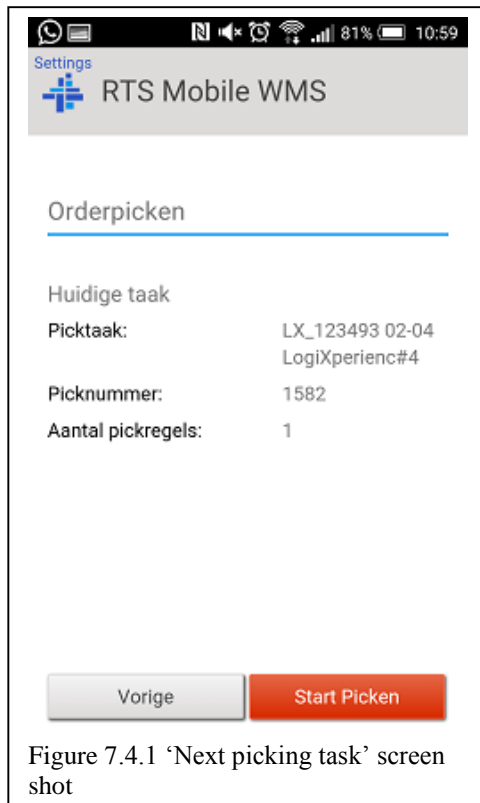 81% 10:59
Settings
RTS Mobile WMS
Orderpicken
Huidige taak
Picktaak: LX_123493 02-04
LogiXperienc#4
Picknummer: 1582
Aantal pickregels: 1
Vorige Start Picken
Figure 7.4.1 ‘Next picking task’ screen
shot